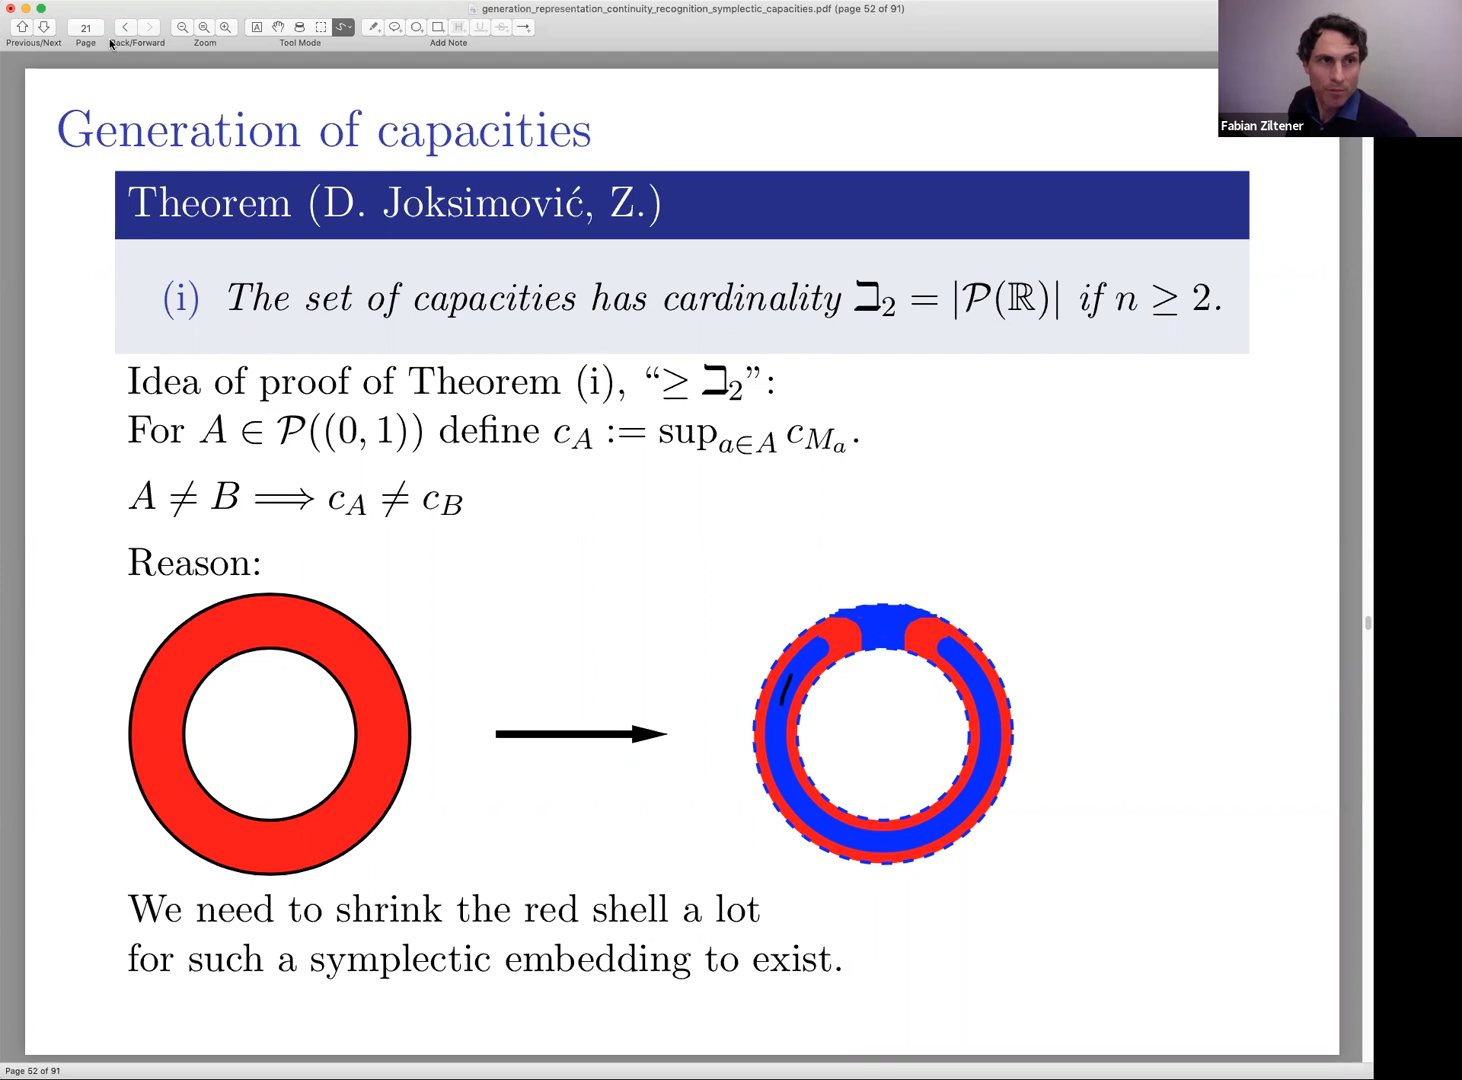 generation_representation_continuity_recognition_symplectic_capacities.pdf (page 52 of 91)
21
Previous/Next Page Back/Forward Zoom Tool Mode Add Note
Fabian Ziltener
Generation of capacities
Theorem (D. Joksimović, Z.)
(i) The set of capacities has cardinality ℶ₂ = |𝒫(ℝ)| if n ≥ 2.
Idea of proof of Theorem (i), “≥ ℶ₂”:
For A ∈ 𝒫((0, 1)) define c_A := sup_{a∈A} c_{M_a}.
A ≠ B ⟹ c_A ≠ c_B
Reason:
We need to shrink the red shell a lot
for such a symplectic embedding to exist.
Page 52 of 91